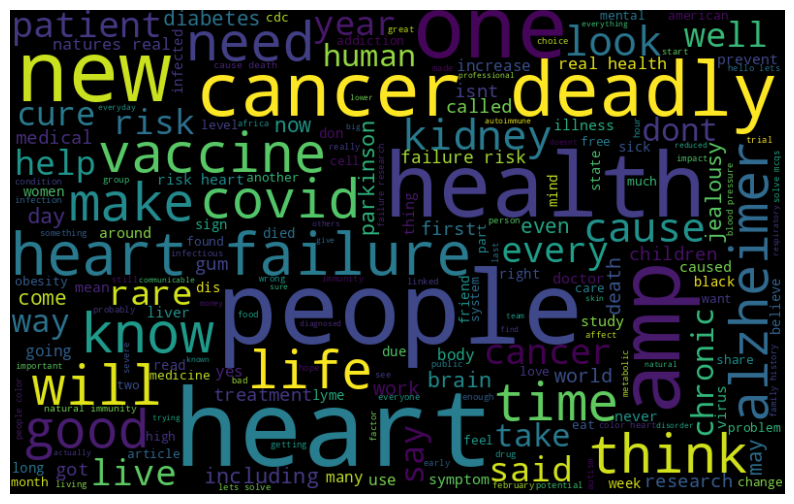 patient
diabetes
cdc
need
year
one
look
well
mental
american
everything
choice
start
great
addiction
natures real
infected
cause death
human
increase
real health
prevent
hello lets
new
cancer deadly
made
professional
isnt
everyday
lower
africa
big
called
autoimmune
hour
cure
risk
level
now
don
kidney
illness
dont
reduced
trial
medical
vaccine
really
cell
failure risk
free
sick
impact
doesnt
help
women
condition
group
risk heart
another
parkinson
failure research
mind
state
much
blood pressure
solve mcqs
respiratory
infection
make
covid
health
cause
jealousy
alzheimer
day
something
around
sign
died
others
thing
first
even
person
part
heart failure
found
infectious
give
every
last
children
caused
obesity
mean
still
communicable
gum
immunity
linked
right
doctor
death
black
come
rare
dis
people
friend
system
care
skin
want
believe
way
know
probably
liver
wrong
sure
food
team
study
amp
going
severe
known
read
money
diagnosed
due
body
public
find
affect
share
important
two
medicine
yes
bad
hope
see
everyone
brain
love
world
metabolic
natural
chronic
virus
family history
will
life
cancer
never
problem
people color
natural immunity
trying
treatment
lyme
work
enough
eat
time
may
good
actually
high
heart
factor
feel
say
take
color heart
disorder
think
long
got
article
getting
drug
said
autism
month
living
live
lets solve
including
many
use
symptom
early
february
potential
week
research
change